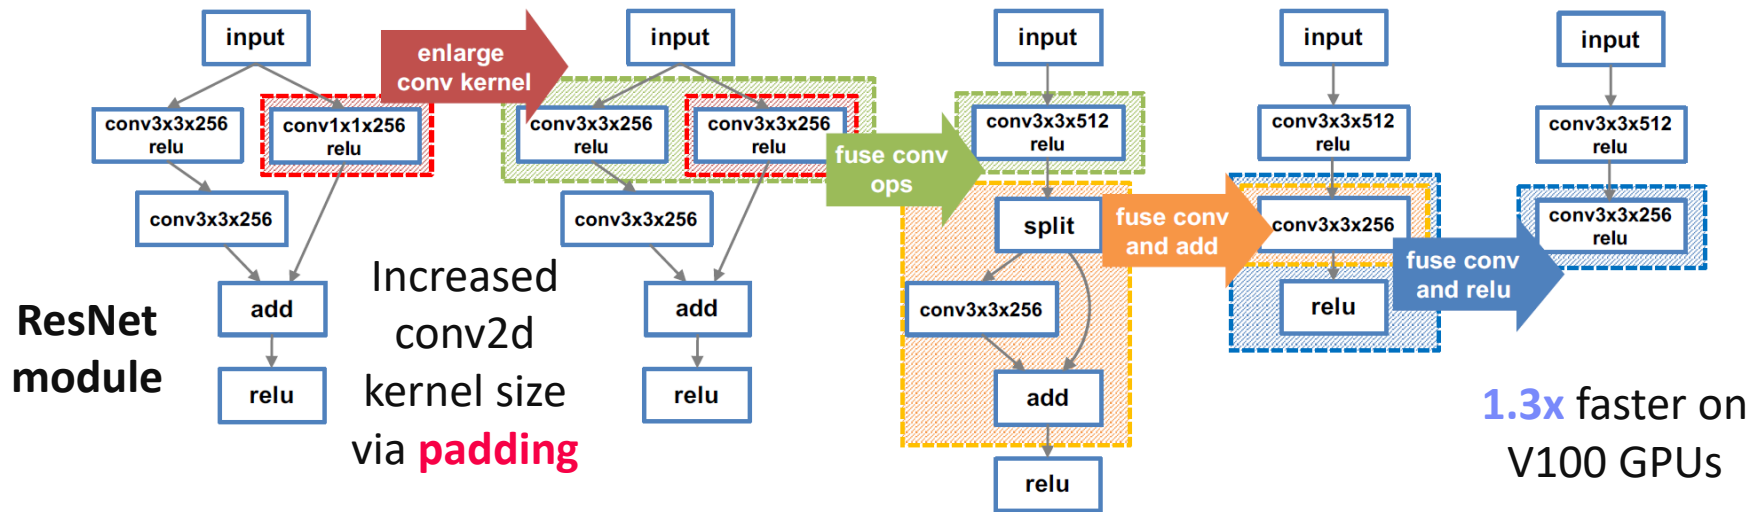 input
conv3x3x256
relu
conv1x1x256
relu
conv3x3x256
add
relu
ResNet
module
enlarge
conv kernel
Increased
conv2d
kernel size
via padding
input
conv3x3x256
relu
conv3x3x256
relu
conv3x3x256
add
relu
fuse conv
ops
input
conv3x3x512
relu
split
conv3x3x256
add
relu
fuse conv
and add
input
conv3x3x512
relu
conv3x3x256
relu
fuse conv
and relu
input
conv3x3x512
relu
conv3x3x256
relu
1.3x faster on
V100 GPUs